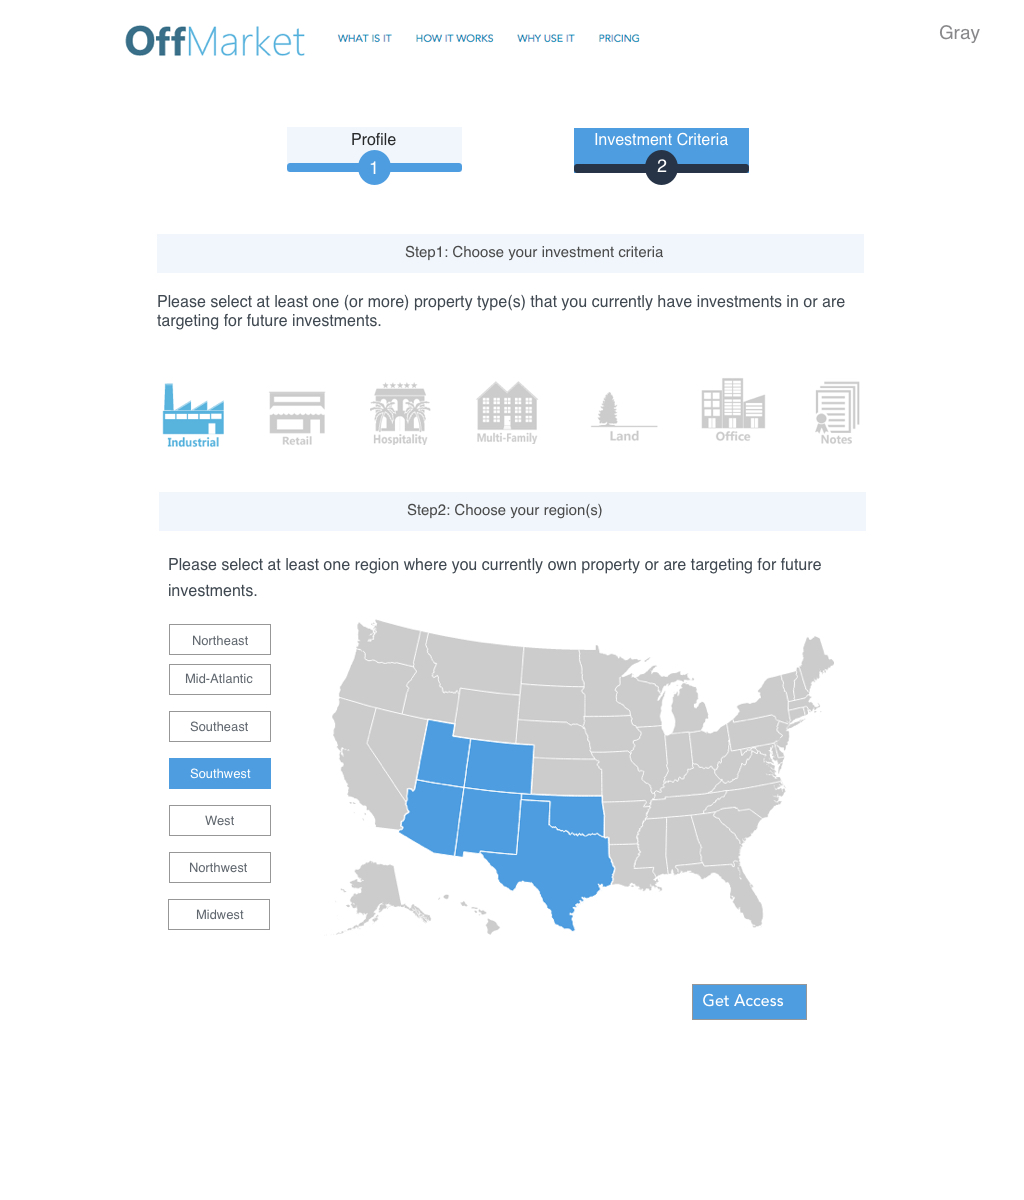 OffMarket
WHAT IS IT HOW IT WORKS WHY USE IT PRICING
Gray
Profile
1
Investment Criteria
2
Step1: Choose your investment criteria
Please select at least one (or more) property type(s) that you currently have investments in or are
targeting for future investments.
Industrial
Retail
Hospitality
Multi-Family
Land
Office
Notes
Step2: Choose your region(s)
Please select at least one region where you currently own property or are targeting for future
investments.
Northeast
Mid-Atlantic
Southeast
Southwest
West
Northwest
Midwest
Get Access